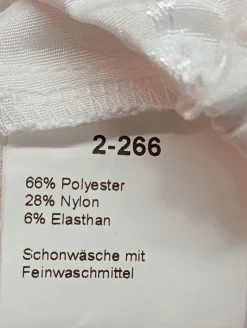 2-266
66% Polyester
28% Nylon
6% Elasthan
Schonwäsche mit
Feinwaschmittel